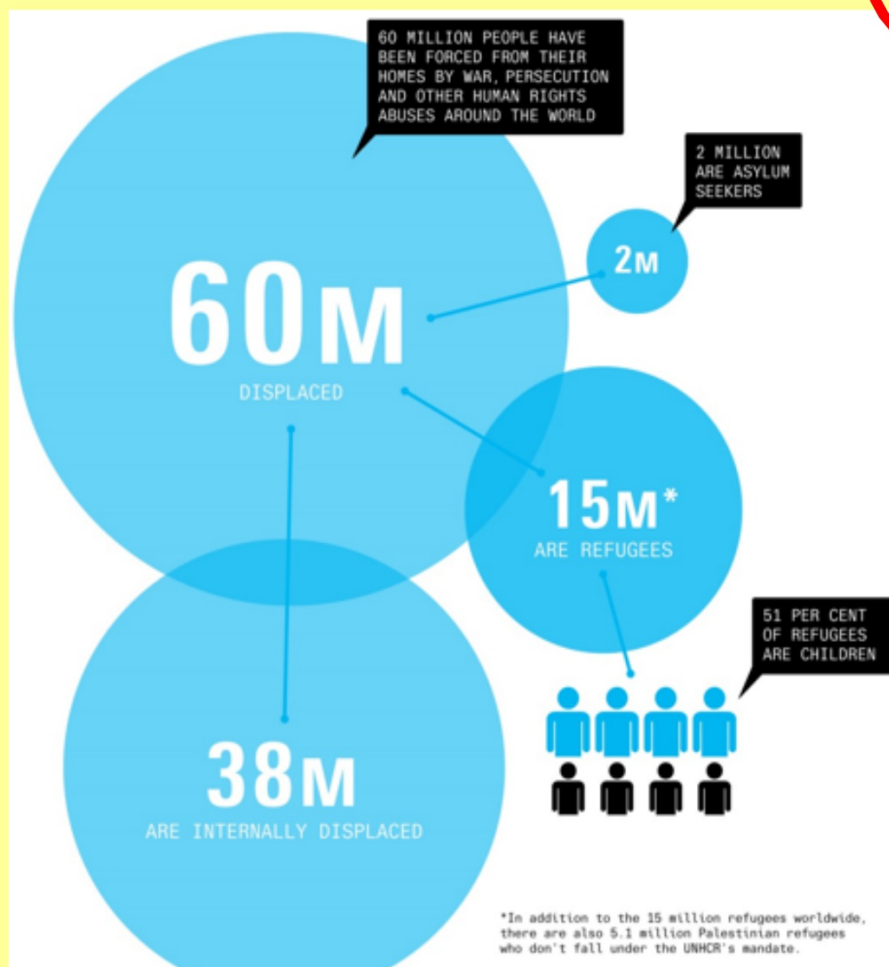 60 MILLION PEOPLE HAVE
BEEN FORCED FROM THEIR
HOMES BY WAR, PERSECUTION
AND OTHER HUMAN RIGHTS
ABUSES AROUND THE WORLD
2 MILLION
ARE ASYLUM
SEEKERS
2M
60M
DISPLACED
15M*
ARE REFUGEES
51 PER CENT
OF REFUGEES
ARE CHILDREN
38M
ARE INTERNALLY DISPLACED
*In addition to the 15 million refugees worldwide,
there are also 5.1 million Palestinian refugees
who don't fall under the UNHCR's mandate.